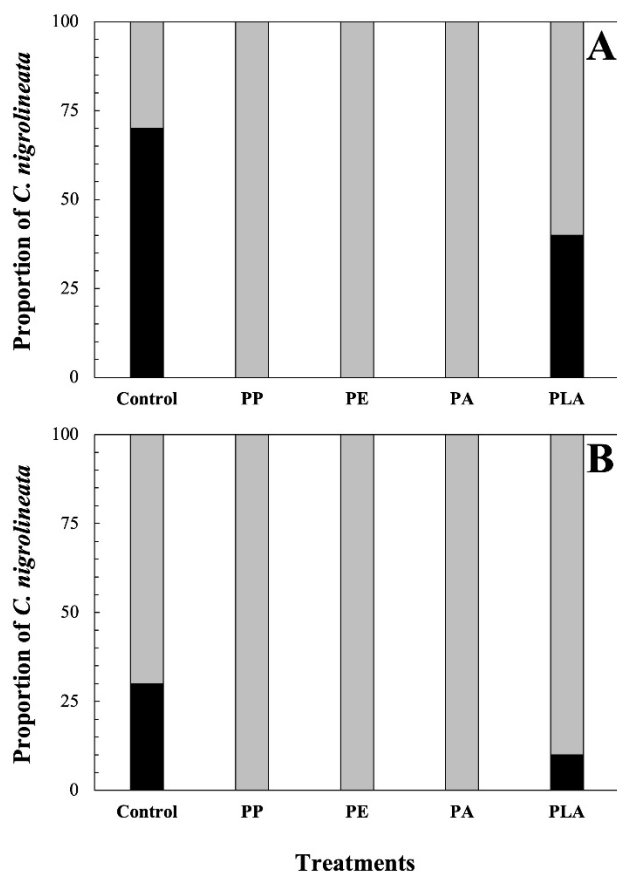 A
Proportion of C. nigrolineata
100
75
50
25
0
Control PP PE PA PLA
B
Proportion of C. nigrolineata
100
75
50
25
0
Control PP PE PA PLA
Treatments